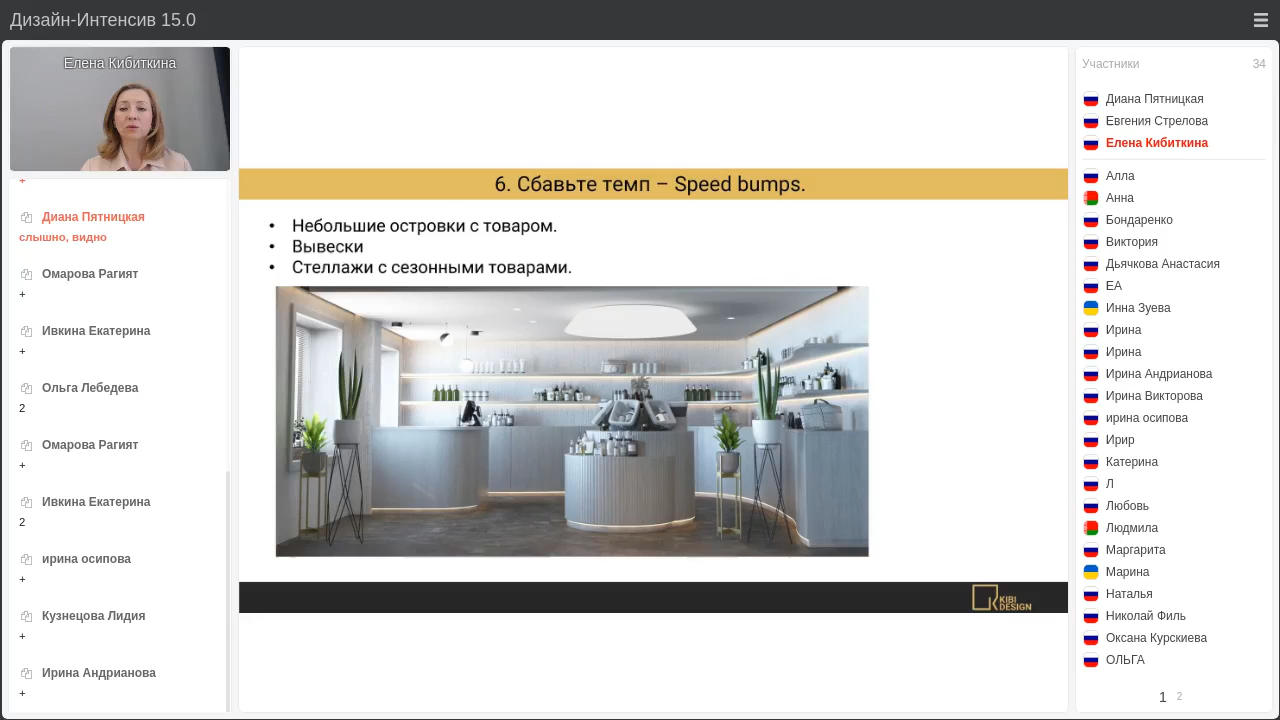 Дизайн-Интенсив 15.0
Елена Кибиткина
+
Диана Пятницкая
слышно, видно
Омарова Рагият
+
Ивкина Екатерина
+
Ольга Лебедева
2
Омарова Рагият
+
Ивкина Екатерина
2
ирина осипова
+
Кузнецова Лидия
+
Ирина Андрианова
+
6. Сбавьте темп – Speed bumps.
• Небольшие островки с товаром.
• Вывески
• Стеллажи с сезонными товарами.
KIBI
DESIGN
Участники 34
Диана Пятницкая
Евгения Стрелова
Елена Кибиткина
Алла
Анна
Бондаренко
Виктория
Дьячкова Анастасия
ЕА
Инна Зуева
Ирина
Ирина
Ирина Андрианова
Ирина Викторова
ирина осипова
Ирир
Катерина
Л
Любовь
Людмила
Маргарита
Марина
Наталья
Николай Филь
Оксана Курскиева
ОЛЬГА
1 2